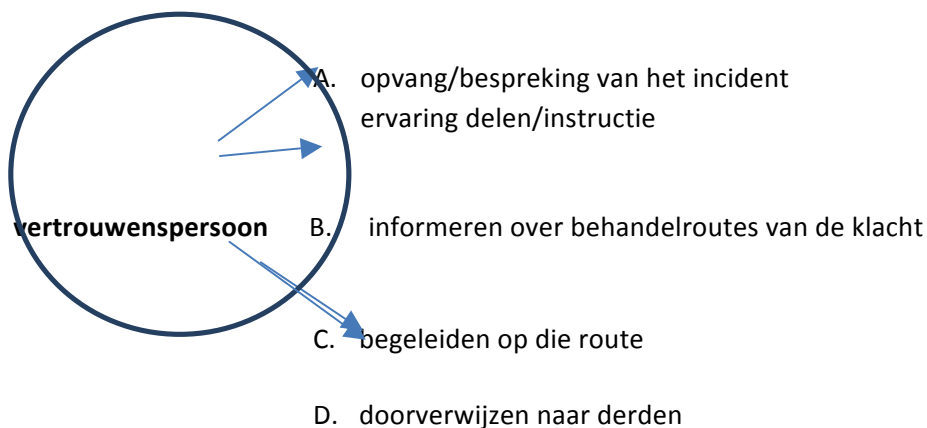 A. opvang/bespreking van het incident
ervaring delen/instructie
vertrouwenspersoon B. informeren over behandelroutes van de klacht
C. begeleiden op die route
D. doorverwijzen naar derden